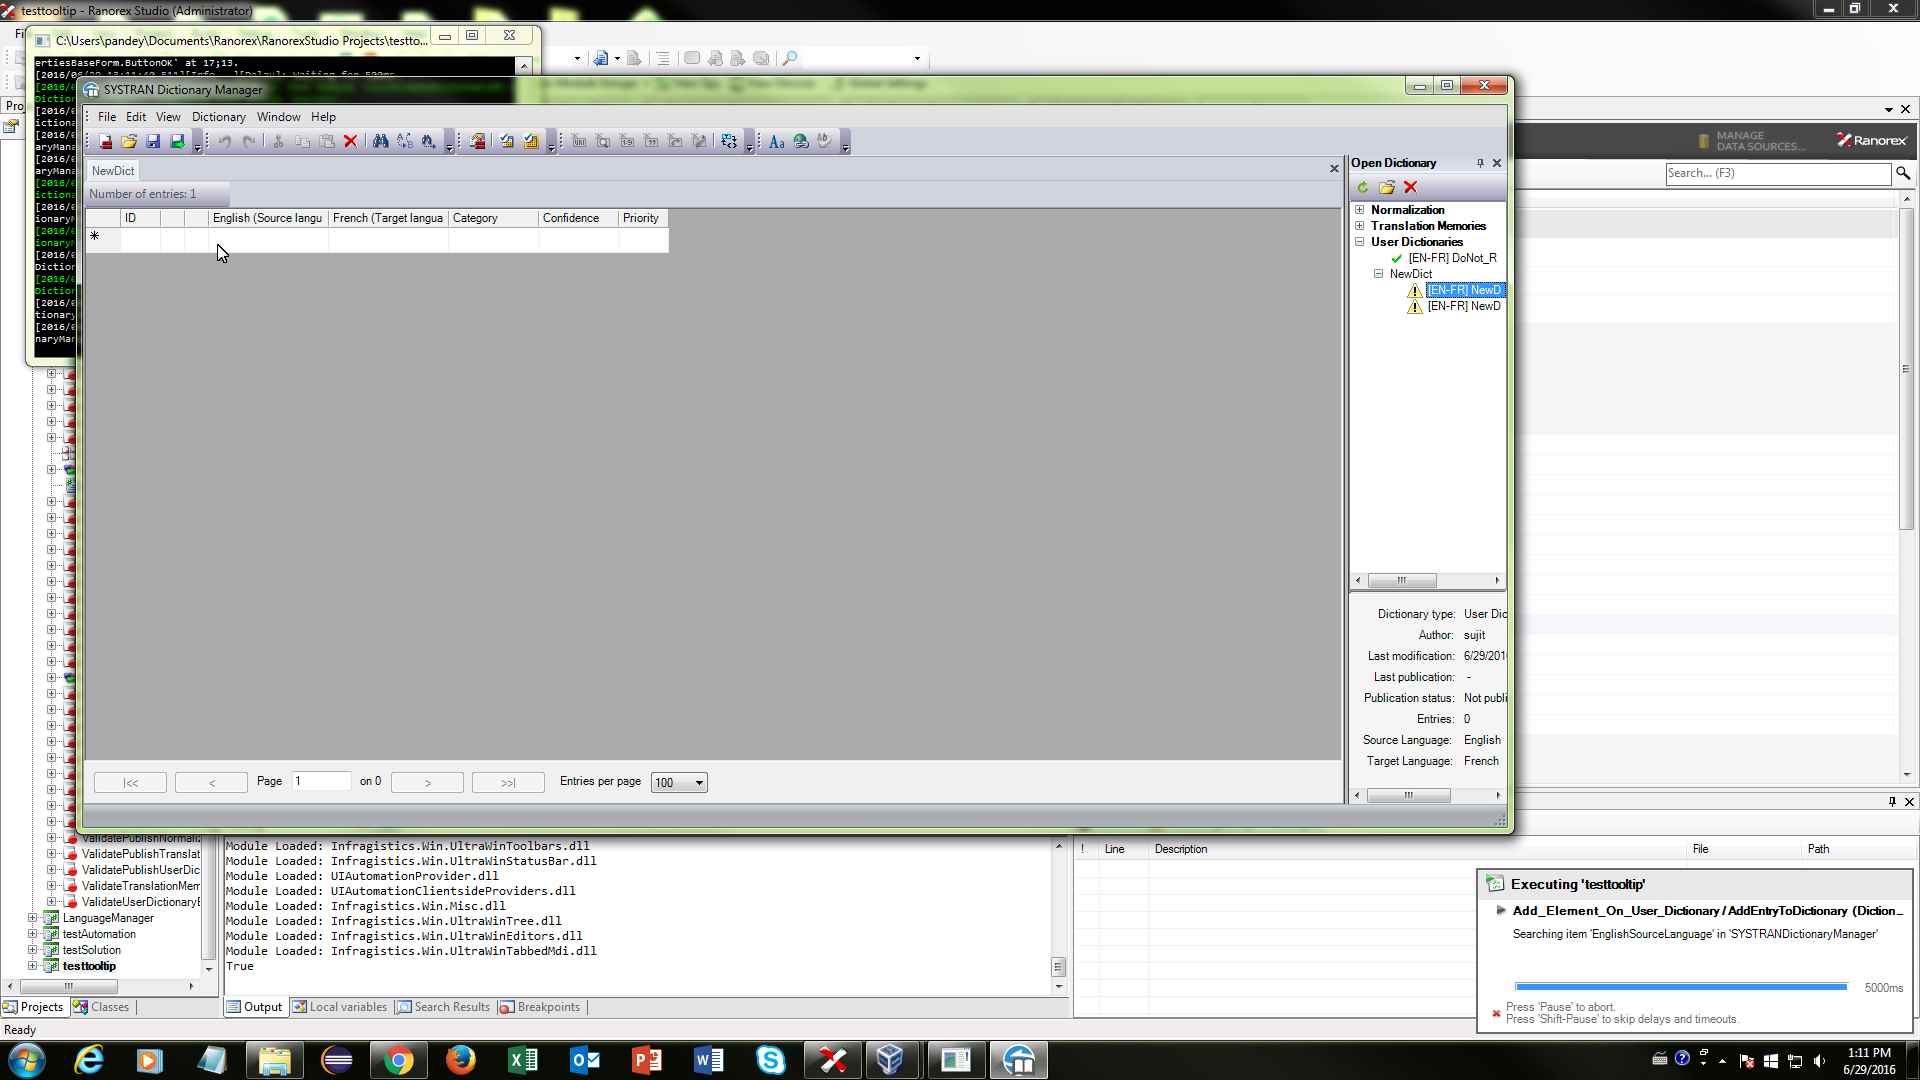 testtooltip - Ranorex Studio (Administrator)
C:\Users\pandey\Documents\Ranorex\RanorexStudio Projects\testto...
ertiesBaseForm.ButtonOK' at 17;13.
SYSTRAN Dictionary Manager
File Edit View Dictionary Window Help
MANAGE
DATA SOURCES...
Ranorex
Search... (F3)
NewDict
Number of entries: 1
ID English (Source langu French (Target langua Category Confidence Priority
Open Dictionary
Normalization
Translation Memories
User Dictionaries
[EN-FR] DoNot_R
NewDict
[EN-FR] NewD
[EN-FR] NewD
Dictionary type: User Dic
Author: sujit
Last modification: 6/29/201
Last publication: -
Publication status: Not publi
Entries: 0
Source Language: English
Target Language: French
|<< < Page 1 on 0 > >>| Entries per page 100
ValidatePublishNormali
ValidatePublishTranslat
ValidatePublishUserDic
ValidateTranslationMem
ValidateUserDictionaryE
LanguageManager
testAutomation
testSolution
testtooltip
Projects Classes
Module Loaded: Infragistics.Win.UltraWinToolbars.dll
Module Loaded: Infragistics.Win.UltraWinStatusBar.dll
Module Loaded: UIAutomationProvider.dll
Module Loaded: UIAutomationClientsideProviders.dll
Module Loaded: Infragistics.Win.Misc.dll
Module Loaded: Infragistics.Win.UltraWinTree.dll
Module Loaded: Infragistics.Win.UltraWinEditors.dll
Module Loaded: Infragistics.Win.UltraWinTabbedMdi.dll
True
Output Local variables Search Results Breakpoints
! Line Description File Path
Executing 'testtooltip'
Add_Element_On_User_Dictionary / AddEntryToDictionary (Diction...
Searching item 'EnglishSourceLanguage' in 'SYSTRANDictionaryManager'
5000ms
Press 'Pause' to abort.
Press 'Shift-Pause' to skip delays and timeouts.
Ready
1:11 PM
6/29/2016